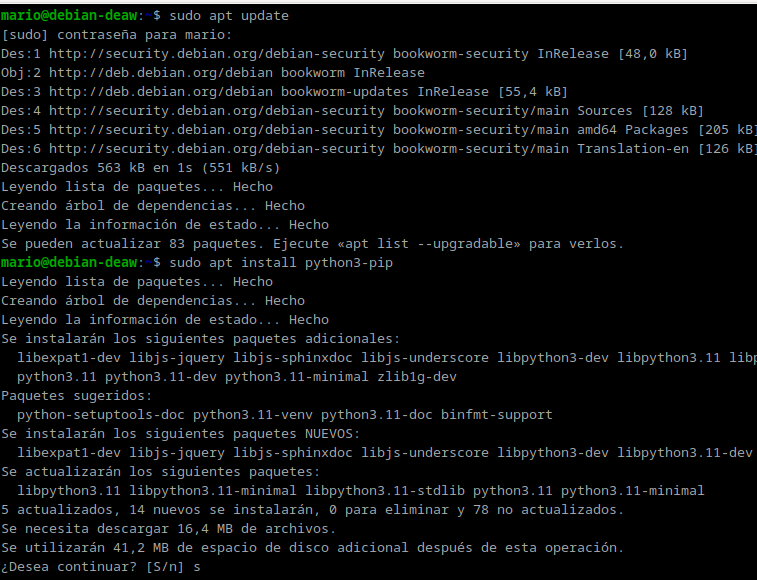 mario@debian-deaw:~$ sudo apt update
[sudo] contraseña para mario:
Des:1 http://security.debian.org/debian-security bookworm-security InRelease [48,0 kB]
Obj:2 http://deb.debian.org/debian bookworm InRelease
Des:3 http://deb.debian.org/debian bookworm-updates InRelease [55,4 kB]
Des:4 http://security.debian.org/debian-security bookworm-security/main Sources [128 kB]
Des:5 http://security.debian.org/debian-security bookworm-security/main amd64 Packages [205 kB]
Des:6 http://security.debian.org/debian-security bookworm-security/main Translation-en [126 kB]
Descargados 563 kB en 1s (551 kB/s)
Leyendo lista de paquetes... Hecho
Creando árbol de dependencias... Hecho
Leyendo la información de estado... Hecho
Se pueden actualizar 83 paquetes. Ejecute «apt list --upgradable» para verlos.
mario@debian-deaw:~$ sudo apt install python3-pip
Leyendo lista de paquetes... Hecho
Creando árbol de dependencias... Hecho
Leyendo la información de estado... Hecho
Se instalarán los siguientes paquetes adicionales:
libexpat1-dev libjs-jquery libjs-sphinxdoc libjs-underscore libpython3-dev libpython3.11
python3.11 python3.11-dev python3.11-minimal zlib1g-dev
Paquetes sugeridos:
python-setuptools-doc python3.11-venv python3.11-doc binfmt-support
Se instalarán los siguientes paquetes NUEVOS:
libexpat1-dev libjs-jquery libjs-sphinxdoc libjs-underscore libpython3-dev libpython3.11-dev
Se actualizarán los siguientes paquetes:
libpython3.11 libpython3.11-minimal libpython3.11-stdlib python3.11 python3.11-minimal
5 actualizados, 14 nuevos se instalarán, 0 para eliminar y 78 no actualizados.
Se necesita descargar 16,4 MB de archivos.
Se utilizarán 41,2 MB de espacio de disco adicional después de esta operación.
¿Desea continuar? [S/n] s